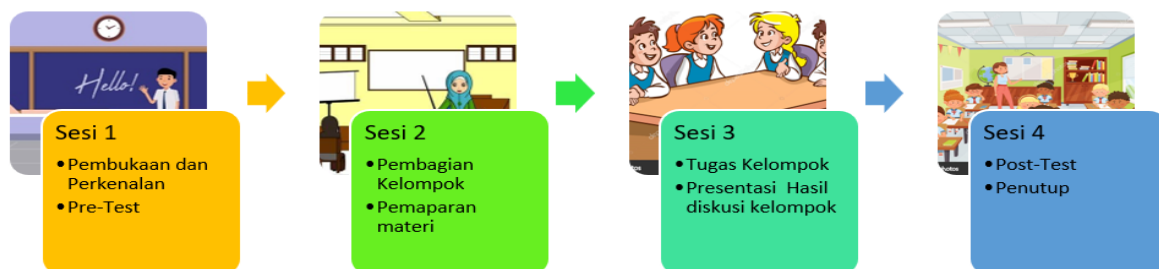 Hello!
Sesi 1
•Pembukaan dan
Perkenalan
•Pre-Test
Sesi 2
•Pembagian
Kelompok
•Pemaparan
materi
Sesi 3
•Tugas Kelompok
•Presentasi Hasil
diskusi kelompok
Sesi 4
•Post-Test
•Penutup